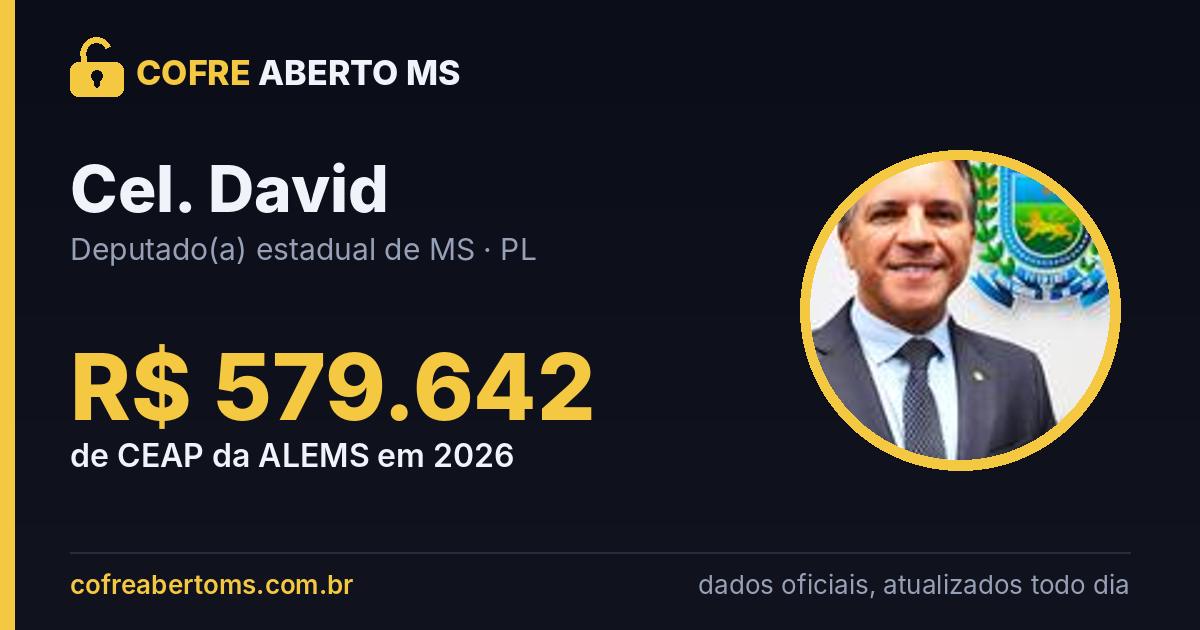 COFRE ABERTO MS
Cel. David
Deputado(a) estadual de MS · PL
R$ 579.642
de CEAP da ALEMS em 2026
cofreabertoms.com.br
dados oficiais, atualizados todo dia